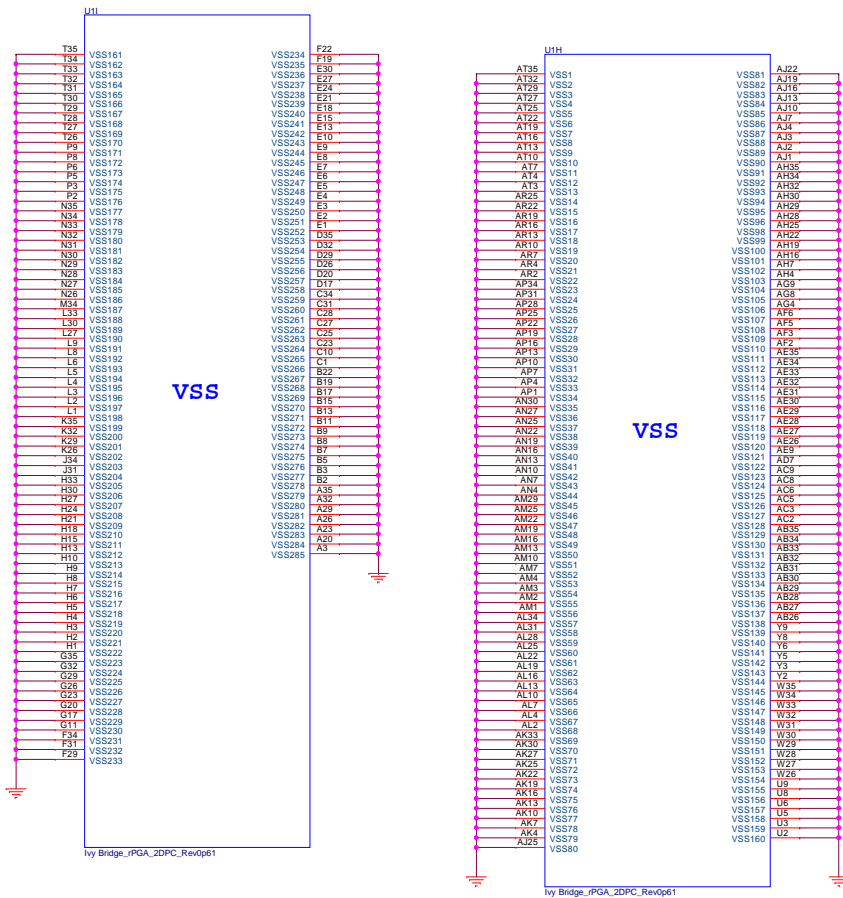 U1I
T35 VSS161 VSS234 F22
T34 VSS162 VSS235 F19
T33 VSS163 VSS236 E30
T32 VSS164 VSS237 E27
T31 VSS165 VSS238 E24
T30 VSS166 VSS239 E21
T29 VSS167 VSS240 E18
T28 VSS168 VSS241 E15
T27 VSS169 VSS242 E13
T26 VSS170 VSS243 E10
P9 VSS171 VSS244 E9
P8 VSS172 VSS245 E8
P6 VSS173 VSS246 E7
P5 VSS174 VSS247 E6
P3 VSS175 VSS248 E5
P2 VSS176 VSS249 E4
N35 VSS177 VSS250 E3
N34 VSS178 VSS251 E2
N33 VSS179 VSS252 E1
N32 VSS180 VSS253 D35
N31 VSS181 VSS254 D32
N30 VSS182 VSS255 D29
N29 VSS183 VSS256 D26
N28 VSS184 VSS257 D20
N27 VSS185 VSS258 D17
N26 VSS186 VSS259 C34
M34 VSS187 VSS260 C31
L33 VSS188 VSS261 C28
L30 VSS189 VSS262 C27
L27 VSS190 VSS263 C25
L9 VSS191 VSS264 C23
L8 VSS192 VSS265 C10
L6 VSS193 VSS266 C1
L5 VSS194 VSS267 B22
L4 VSS195 VSS268 B19
VSS
L3 VSS196 VSS269 B17
L2 VSS197 VSS270 B15
L1 VSS198 VSS271 B13
K35 VSS199 VSS272 B11
K32 VSS200 VSS273 B9
K29 VSS201 VSS274 B8
K26 VSS202 VSS275 B7
J34 VSS203 VSS276 B5
J31 VSS204 VSS277 B3
H33 VSS205 VSS278 B2
H30 VSS206 VSS279 A35
H27 VSS207 VSS280 A32
H24 VSS208 VSS281 A29
H21 VSS209 VSS282 A26
H18 VSS210 VSS283 A23
H15 VSS211 VSS284 A20
H13 VSS212 VSS285 A3
H10 VSS213
H9 VSS214
H8 VSS215
H7 VSS216
H6 VSS217
H5 VSS218
H4 VSS219
H3 VSS220
H2 VSS221
H1 VSS222
G35 VSS223
G32 VSS224
G29 VSS225
G26 VSS226
G23 VSS227
G20 VSS228
G17 VSS229
G11 VSS230
F34 VSS231
F31 VSS232
F29 VSS233
Ivy Bridge_rPGA_2DPC_Rev0p61
U1H
AT35 VSS1 VSS81 AJ22
AT32 VSS2 VSS82 AJ19
AT29 VSS3 VSS83 AJ16
AT27 VSS4 VSS84 AJ13
AT25 VSS5 VSS85 AJ10
AT22 VSS6 VSS86 AJ7
AT19 VSS7 VSS87 AJ4
AT16 VSS8 VSS88 AJ3
AT13 VSS9 VSS89 AJ2
AT10 VSS10 VSS90 AJ1
AT7 VSS11 VSS91 AH35
AT4 VSS12 VSS92 AH34
AT3 VSS13 VSS93 AH32
AR25 VSS14 VSS94 AH30
AR22 VSS15 VSS95 AH29
AR19 VSS16 VSS96 AH28
AR16 VSS17 VSS98 AH25
AR13 VSS18 VSS99 AH22
AR10 VSS19 VSS100 AH19
AR7 VSS20 VSS101 AH16
AR4 VSS21 VSS102 AH7
AR2 VSS22 VSS103 AH4
AP34 VSS23 VSS104 AG9
AP31 VSS24 VSS105 AG8
AP28 VSS25 VSS106 AG4
AP25 VSS26 VSS107 AF6
AP22 VSS27 VSS108 AF5
AP19 VSS28 VSS109 AF3
AP16 VSS29 VSS110 AF2
AP13 VSS30 VSS111 AE35
AP10 VSS31 VSS112 AE34
AP7 VSS32 VSS113 AE33
AP4 VSS33 VSS114 AE32
AP1 VSS34 VSS115 AE31
AN30 VSS35 VSS116 AE30
AN27 VSS36 VSS117 AE29
VSS
AN25 VSS37 VSS118 AE28
AN22 VSS38 VSS119 AE27
AN19 VSS39 VSS120 AE26
AN16 VSS40 VSS121 AE9
AN13 VSS41 VSS122 AD7
AN10 VSS42 VSS123 AC9
AN7 VSS43 VSS124 AC8
AN4 VSS44 VSS125 AC6
AM29 VSS45 VSS126 AC5
AM25 VSS46 VSS127 AC3
AM22 VSS47 VSS128 AC2
AM19 VSS48 VSS129 AB35
AM16 VSS49 VSS130 AB34
AM13 VSS50 VSS131 AB33
AM10 VSS51 VSS132 AB32
AM7 VSS52 VSS133 AB31
AM4 VSS53 VSS134 AB30
AM3 VSS54 VSS135 AB29
AM2 VSS55 VSS136 AB28
AM1 VSS56 VSS137 AB27
AL34 VSS57 VSS138 AB26
AL31 VSS58 VSS139 Y9
AL28 VSS59 VSS140 Y8
AL25 VSS60 VSS141 Y6
AL22 VSS61 VSS142 Y5
AL19 VSS62 VSS143 Y3
AL16 VSS63 VSS144 Y2
AL13 VSS64 VSS145 W35
AL10 VSS65 VSS146 W34
AL7 VSS66 VSS147 W33
AL4 VSS67 VSS148 W32
AL2 VSS68 VSS149 W31
AK33 VSS69 VSS150 W30
AK30 VSS70 VSS151 W29
AK27 VSS71 VSS152 W28
AK25 VSS72 VSS153 W27
AK22 VSS73 VSS154 W26
AK19 VSS74 VSS155 U9
AK16 VSS75 VSS156 U8
AK13 VSS76 VSS157 U6
AK10 VSS77 VSS158 U5
AK7 VSS78 VSS159 U3
AK4 VSS79 VSS160 U2
AJ25 VSS80
Ivy Bridge_rPGA_2DPC_Rev0p61